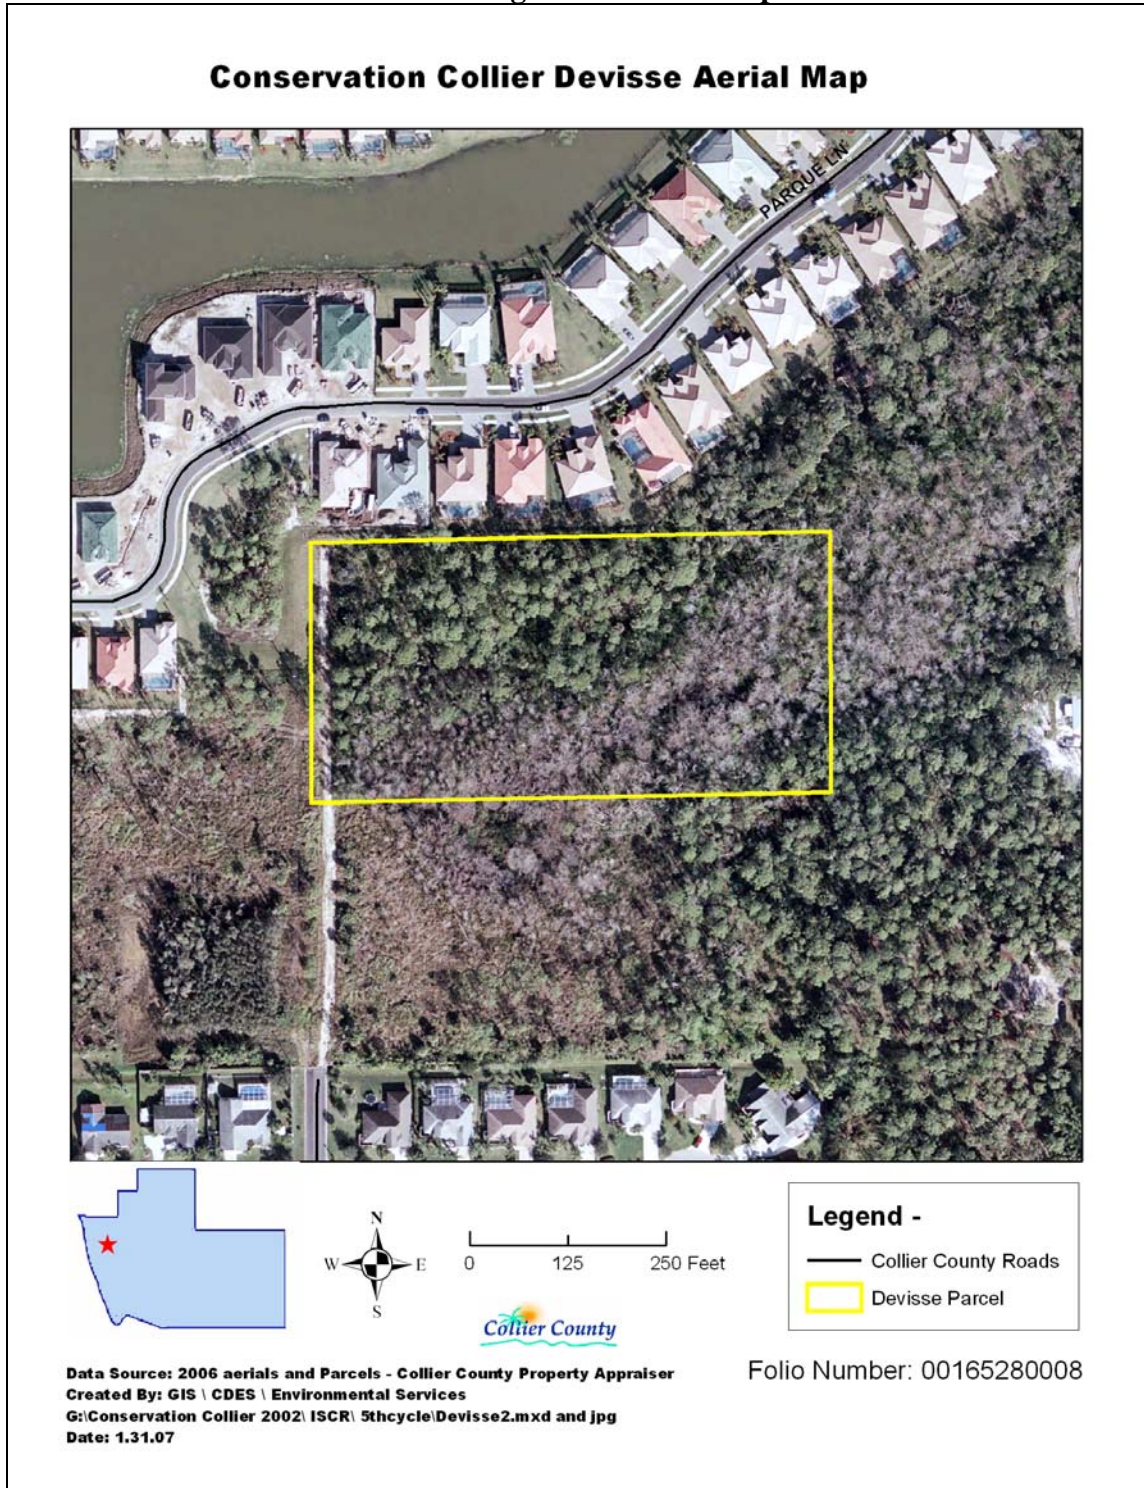 Conservation Collier Devisse Aerial Map
PARQUE LN
N
W E
S
0 125 250 Feet
Collier County
Legend -
Collier County Roads
Devisse Parcel
Data Source: 2006 aerials and Parcels - Collier County Property Appraiser
Created By: GIS \ CDES \ Environmental Services
G:\Conservation Collier 2002\ ISCR\ 5thcycle\Devisse2.mxd and jpg
Date: 1.31.07
Folio Number: 00165280008